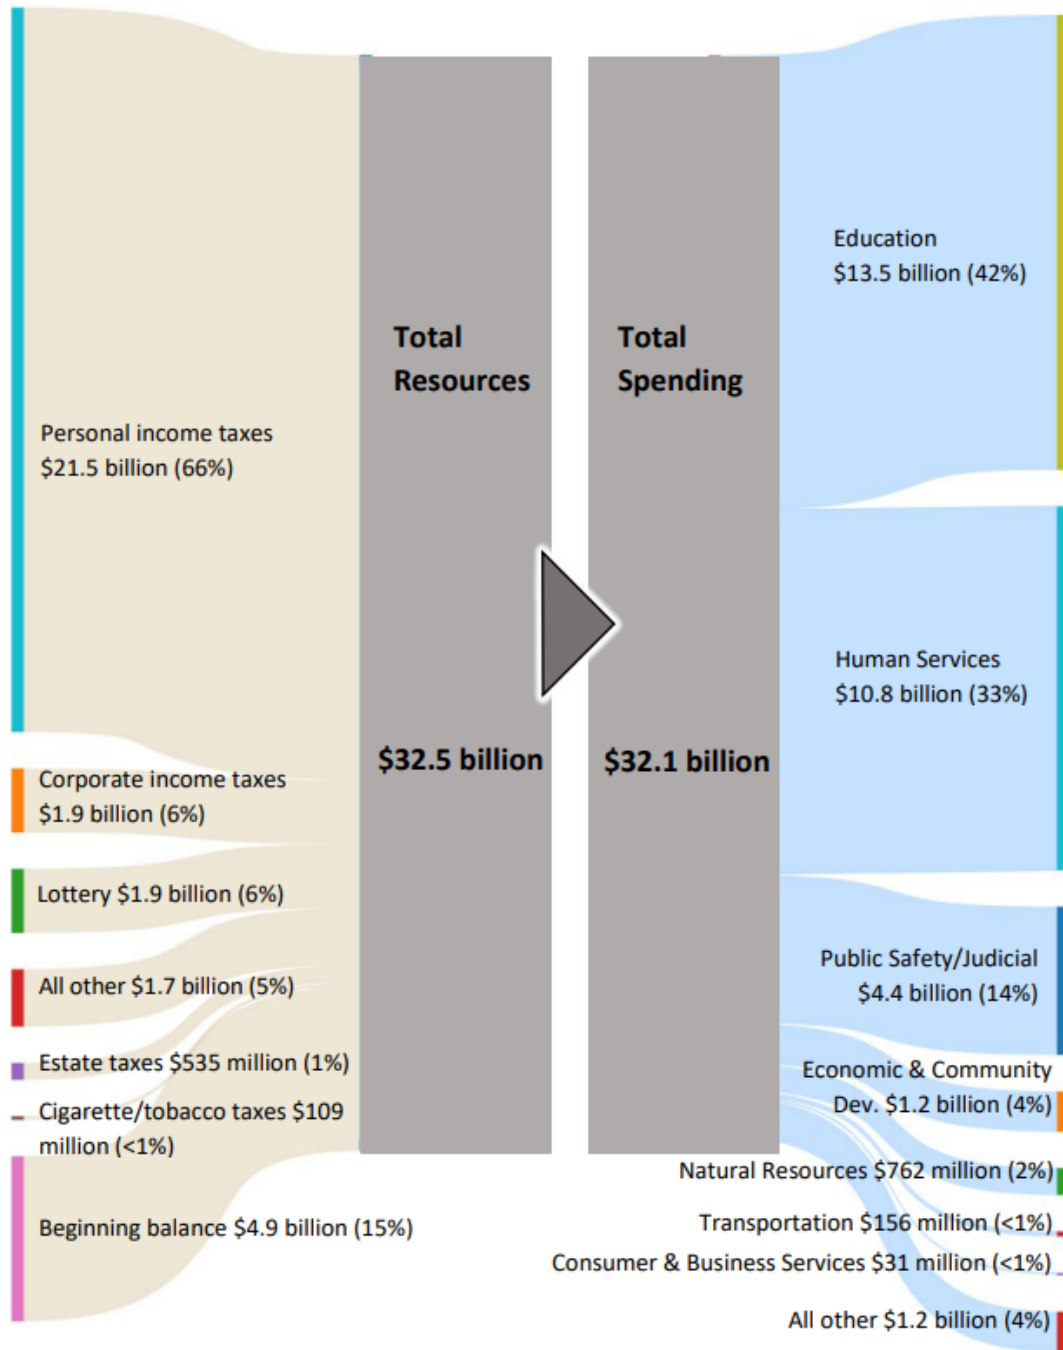 Personal income taxes
$21.5 billion (66%)
Corporate income taxes
$1.9 billion (6%)
Lottery $1.9 billion (6%)
All other $1.7 billion (5%)
Estate taxes $535 million (1%)
Cigarette/tobacco taxes $109
million (<1%)
Beginning balance $4.9 billion (15%)
Total
Resources
$32.5 billion
Total
Spending
$32.1 billion
Education
$13.5 billion (42%)
Human Services
$10.8 billion (33%)
Public Safety/Judicial
$4.4 billion (14%)
Economic & Community
Dev. $1.2 billion (4%)
Natural Resources $762 million (2%)
Transportation $156 million (<1%)
Consumer & Business Services $31 million (<1%)
All other $1.2 billion (4%)